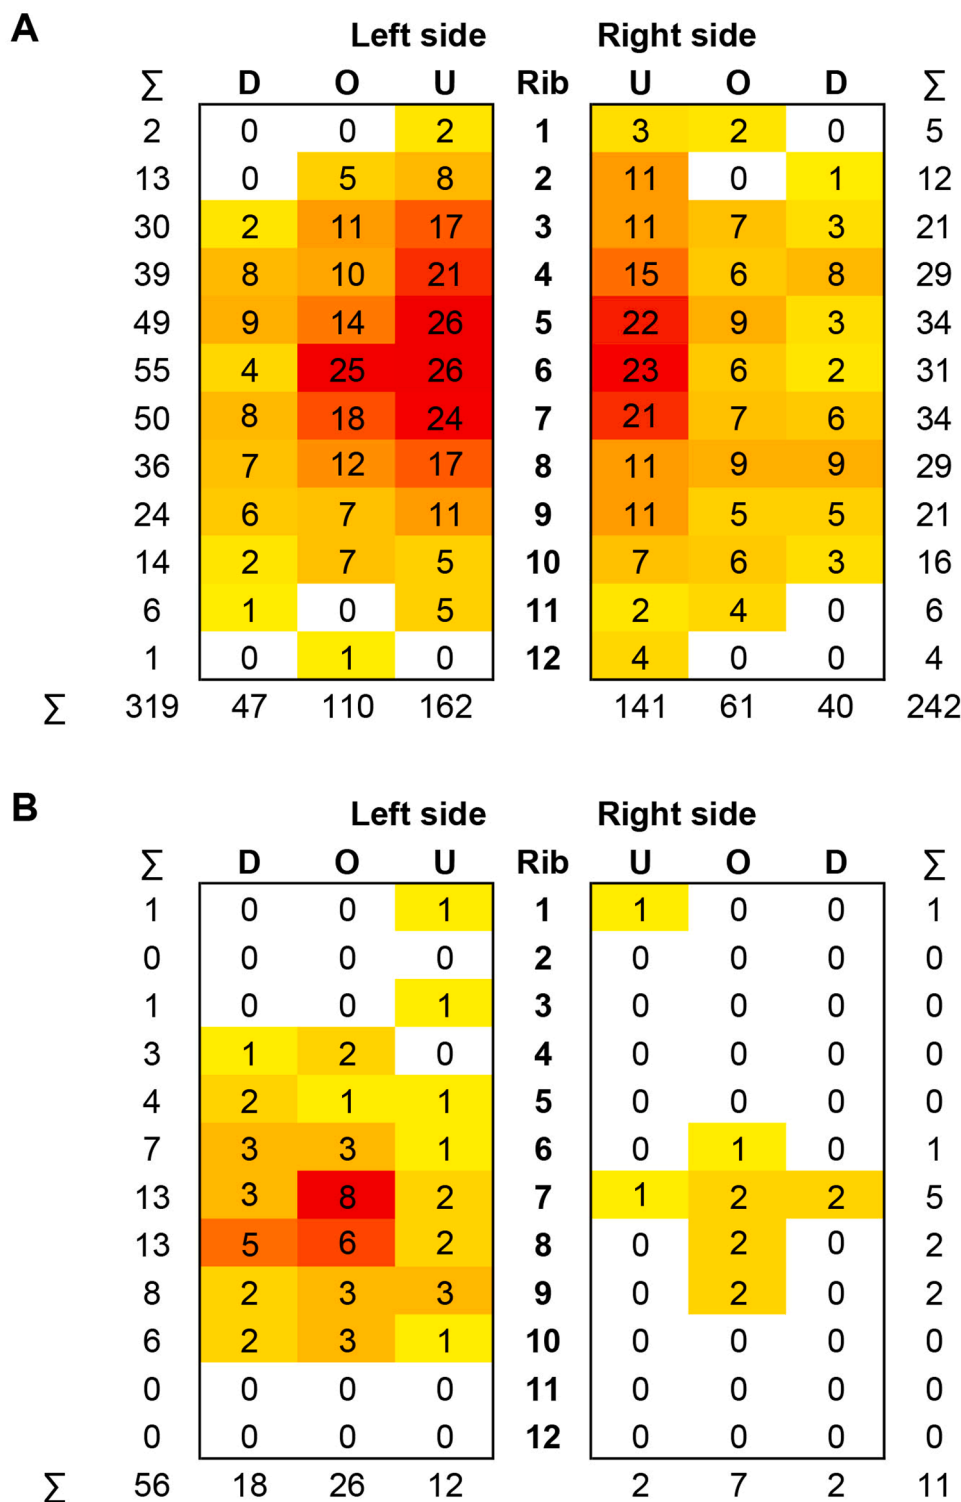 A
Left side Right side
∑ D O U Rib U O D ∑
2 0 0 2 1 3 2 0 5
13 0 5 8 2 11 0 1 12
30 2 11 17 3 11 7 3 21
39 8 10 21 4 15 6 8 29
49 9 14 26 5 22 9 3 34
55 4 25 26 6 23 6 2 31
50 8 18 24 7 21 7 6 34
36 7 12 17 8 11 9 9 29
24 6 7 11 9 11 5 5 21
14 2 7 5 10 7 6 3 16
6 1 0 5 11 2 4 0 6
1 0 1 0 12 4 0 0 4
∑ 319 47 110 162 141 61 40 242
B
Left side Right side
∑ D O U Rib U O D ∑
1 0 0 1 1 1 0 0 1
0 0 0 0 2 0 0 0 0
1 0 0 1 3 0 0 0 0
3 1 2 0 4 0 0 0 0
4 2 1 1 5 0 0 0 0
7 3 3 1 6 0 1 0 1
13 3 8 2 7 1 2 2 5
13 5 6 2 8 0 2 0 2
8 2 3 3 9 0 2 0 2
6 2 3 1 10 0 0 0 0
0 0 0 0 11 0 0 0 0
0 0 0 0 12 0 0 0 0
∑ 56 18 26 12 2 7 2 11